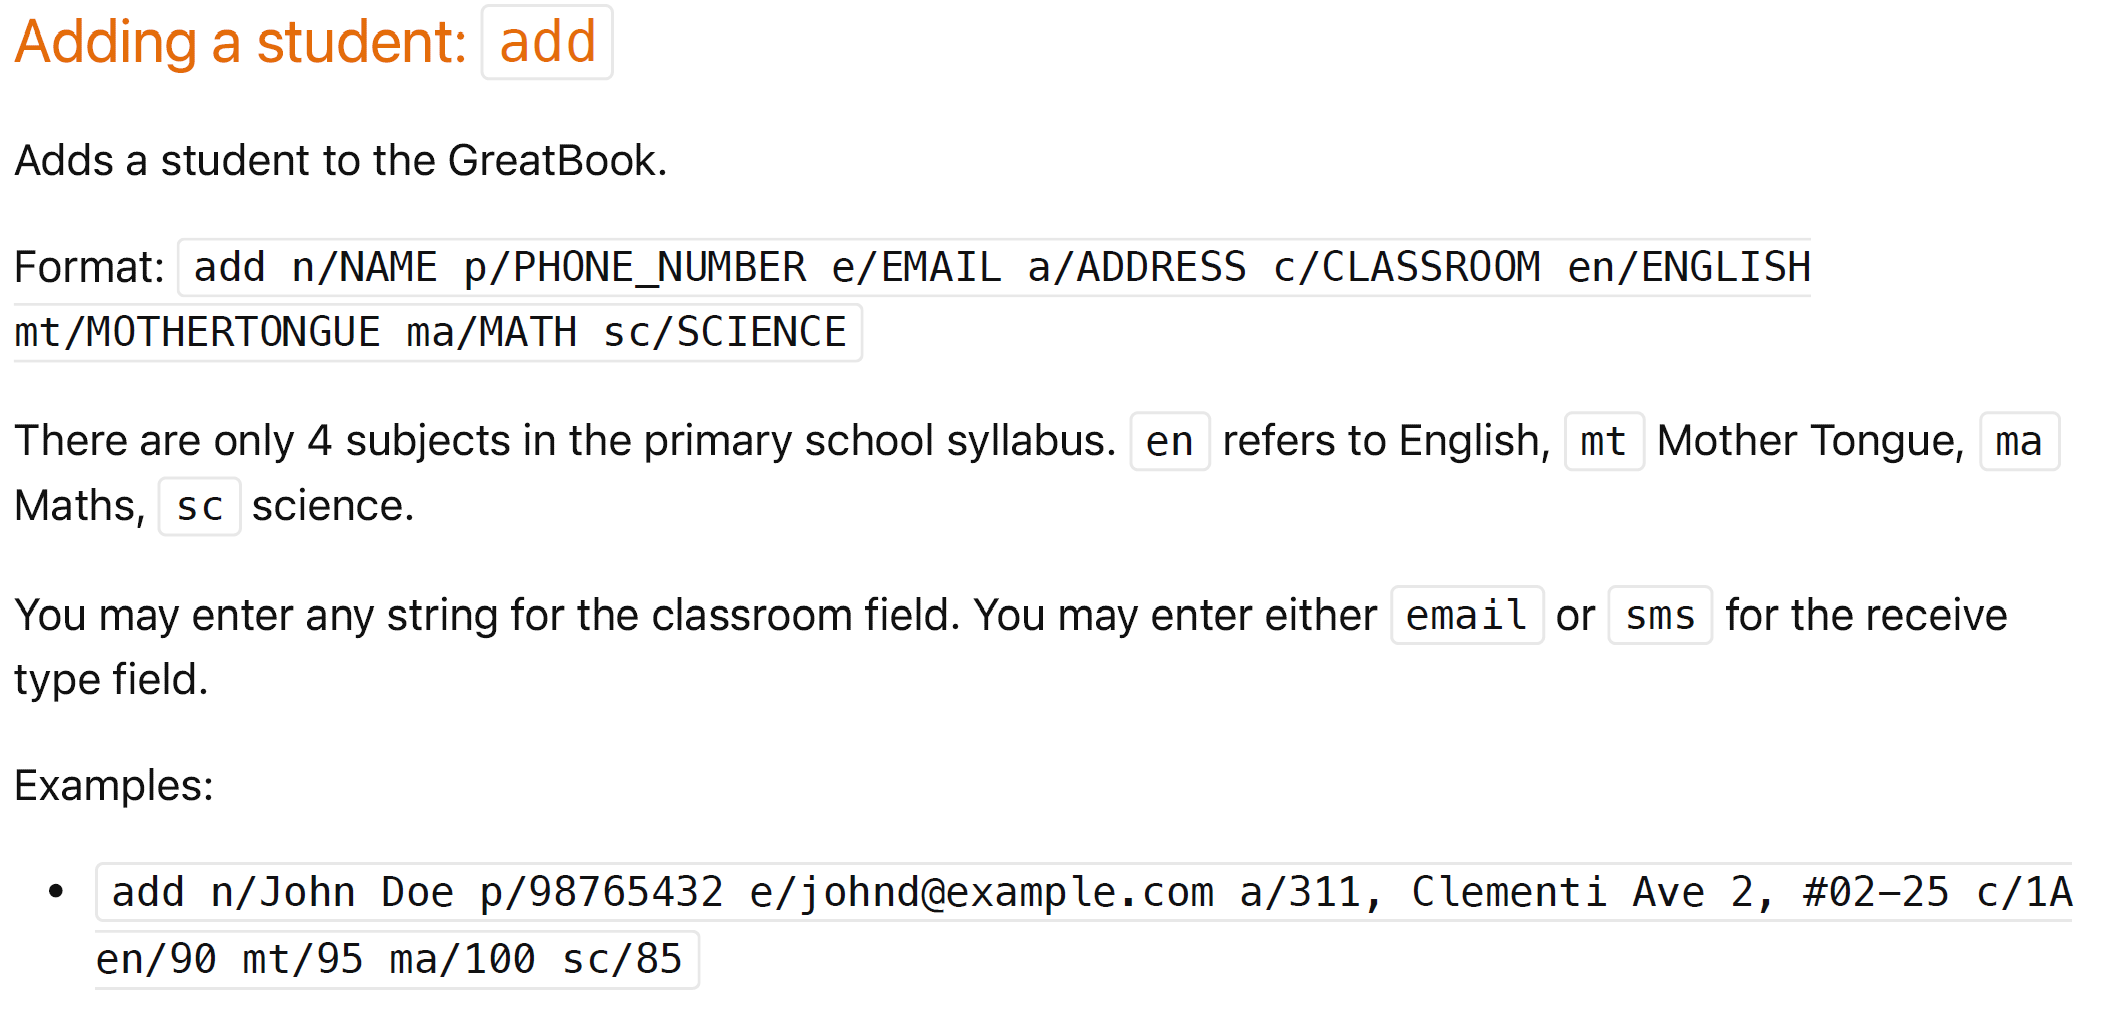 Adding a student: add
Adds a student to the GreatBook.
Format: add n/NAME p/PHONE_NUMBER e/EMAIL a/ADDRESS c/CLASSROOM en/ENGLISH
mt/MOTHERTONGUE ma/MATH sc/SCIENCE
There are only 4 subjects in the primary school syllabus. en refers to English, mt Mother Tongue, ma
Maths, sc science.
You may enter any string for the classroom field. You may enter either email or sms for the receive
type field.
Examples:
• add n/John Doe p/98765432 e/johnd@example.com a/311, Clementi Ave 2, #02-25 c/1A
en/90 mt/95 ma/100 sc/85